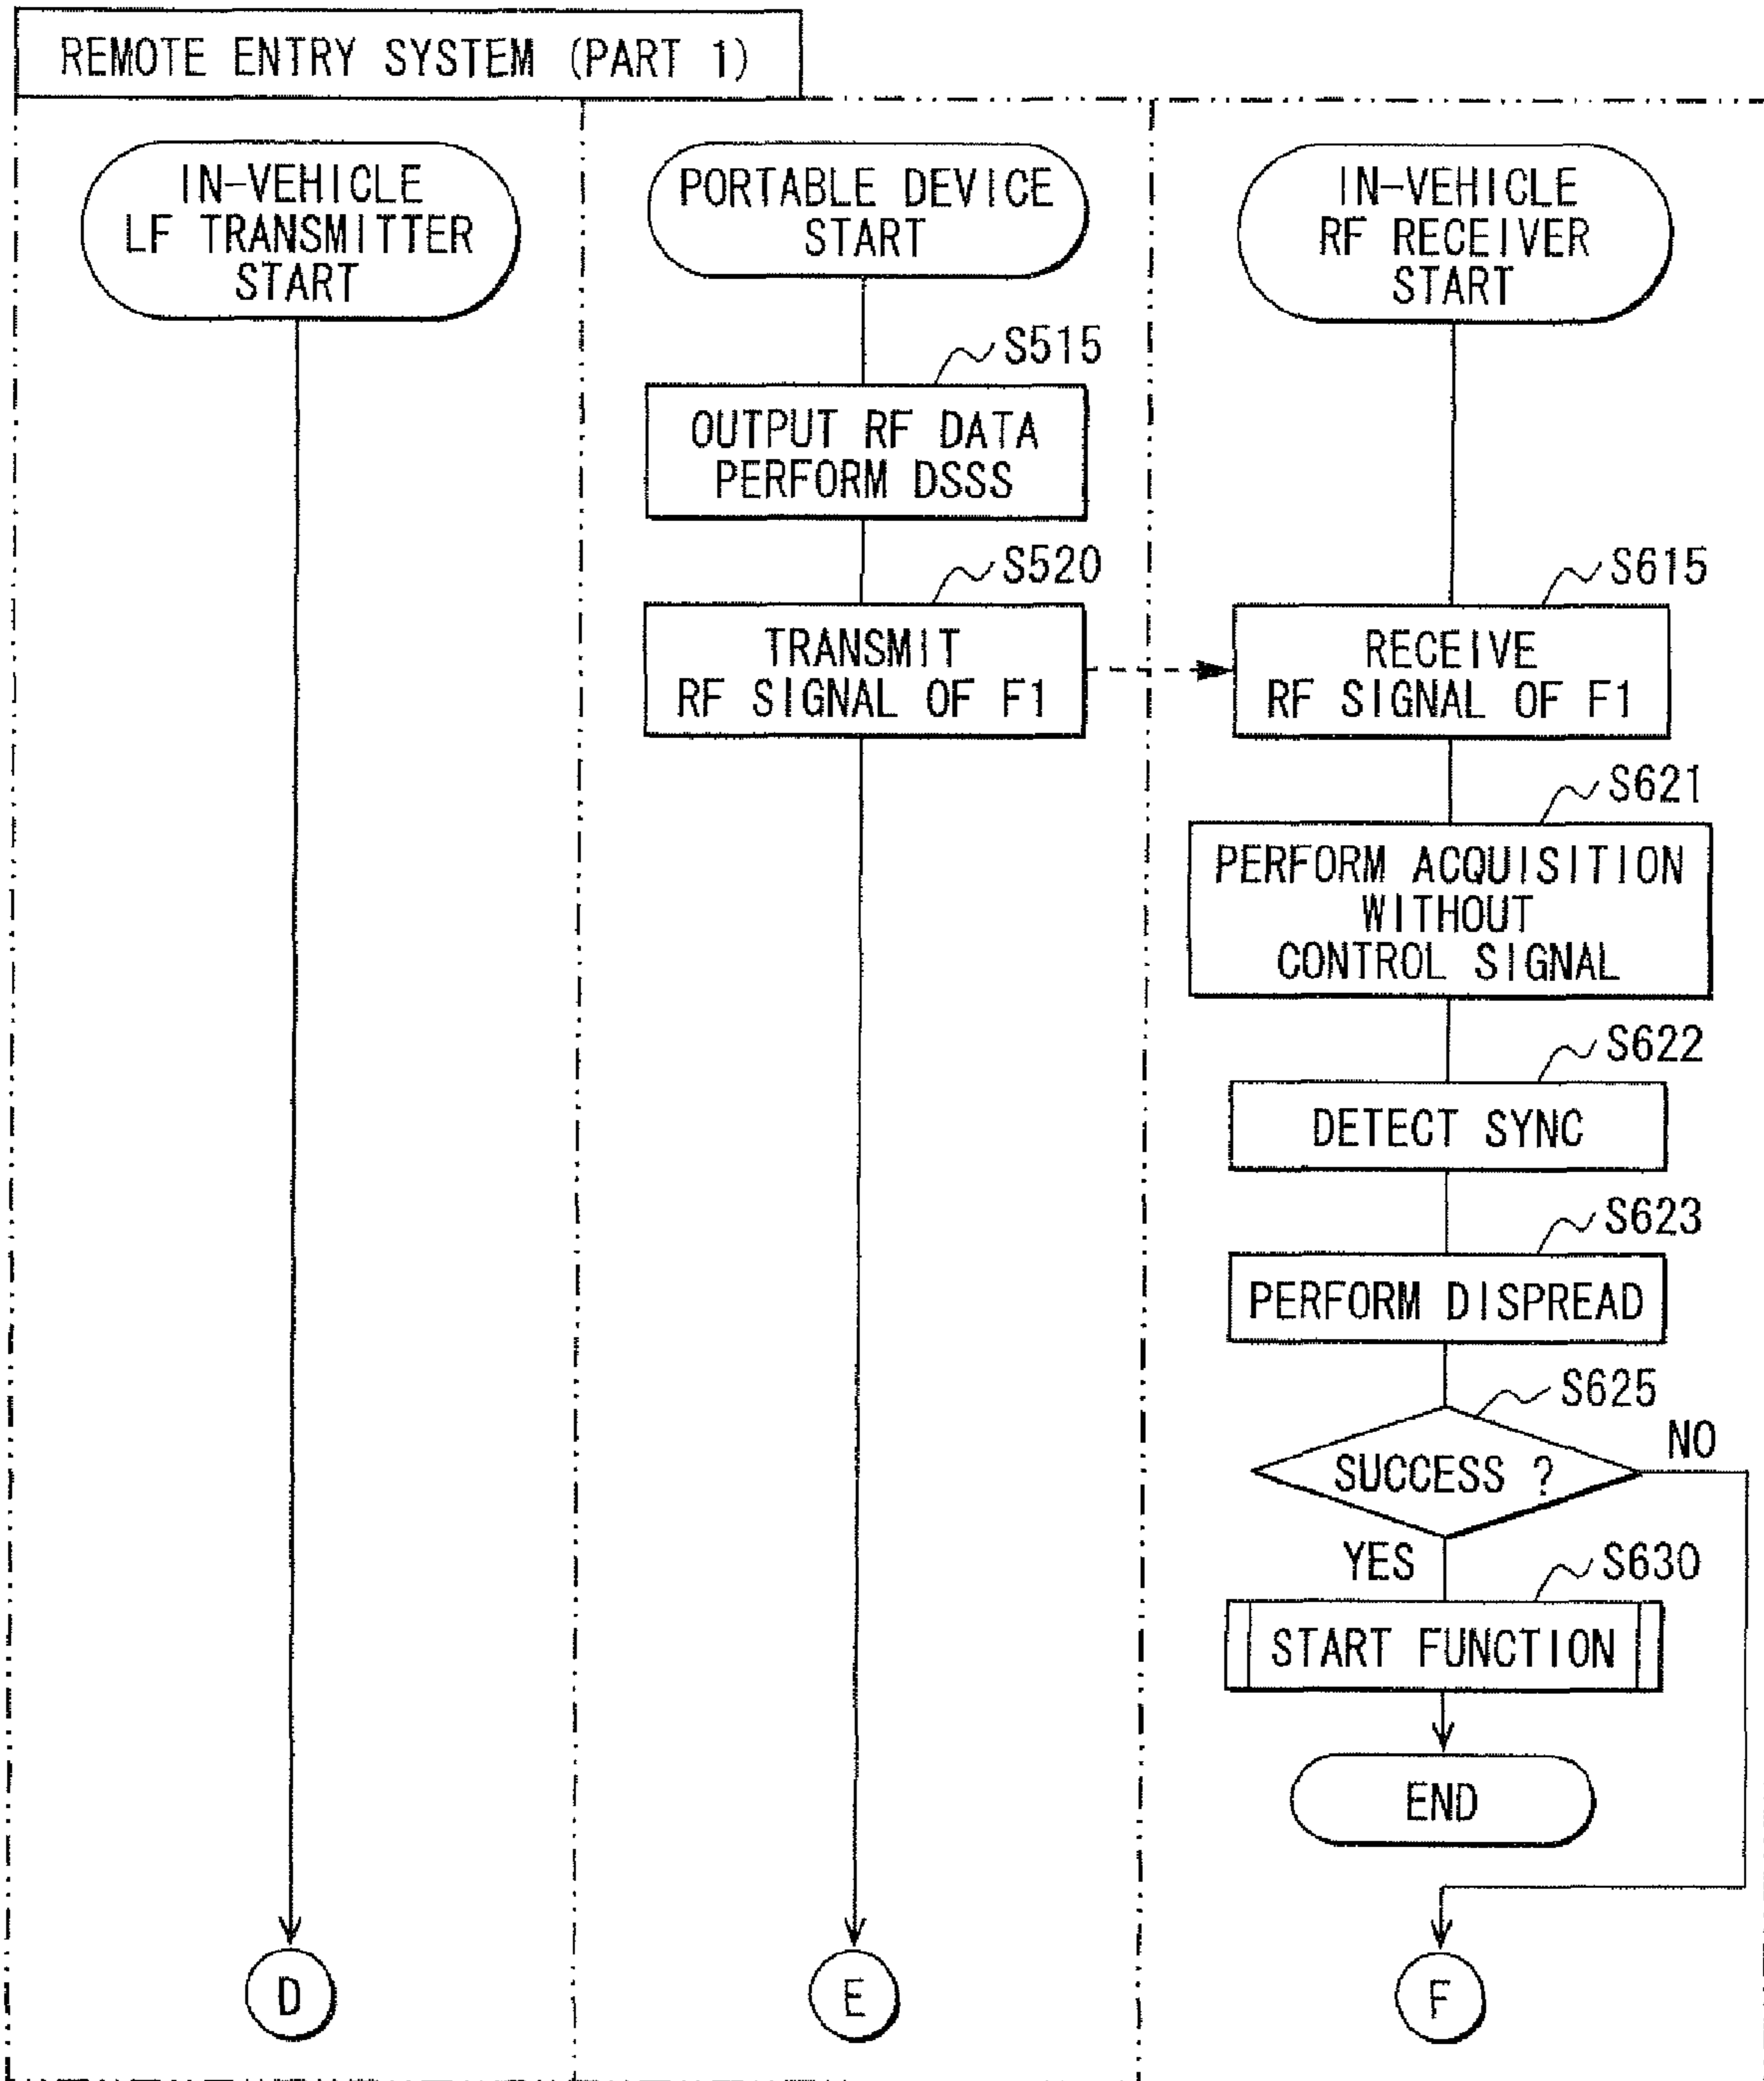 REMOTE ENTRY SYSTEM (PART 1)
IN-VEHICLE
LF TRANSMITTER
START
D
PORTABLE DEVICE
START
S515
OUTPUT RF DATA
PERFORM DSSS
S520
TRANSMIT
RF SIGNAL OF F1
E
IN-VEHICLE
RF RECEIVER
START
S615
RECEIVE
RF SIGNAL OF F1
S621
PERFORM ACQUISITION
WITHOUT
CONTROL SIGNAL
S622
DETECT SYNC
S623
PERFORM DISPREAD
S625
SUCCESS ?
NO
YES
S630
START FUNCTION
END
F